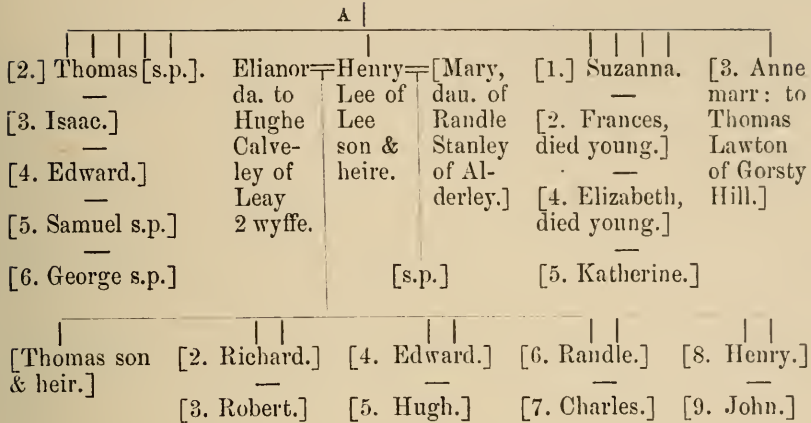 A
[2.] Thomas [s.p.].
—
[3. Isaac.]
—
[4. Edward.]
—
[5. Samuel s.p.]
—
[6. George s.p.]
Elianor
da. to
Hughe
Calve-
ley of
Leay
2 wyffe.
Henry
Lee of
Lee
son &
heire.
[Mary,
dau. of
Randle
Stanley
of Al-
derley.]
[s.p.]
[1.] Suzanna.
—
[2. Frances,
died young.]
—
[4. Elizabeth,
died young.]
—
[5. Katherine.]
[3. Anne
marr: to
Thomas
Lawton
of Gorsty
Hill.]
[Thomas son
& heir.]
[2. Richard.]
—
[3. Robert.]
[4. Edward.]
—
[5. Hugh.]
[6. Randle.]
—
[7. Charles.]
[8. Henry.]
—
[9. John.]